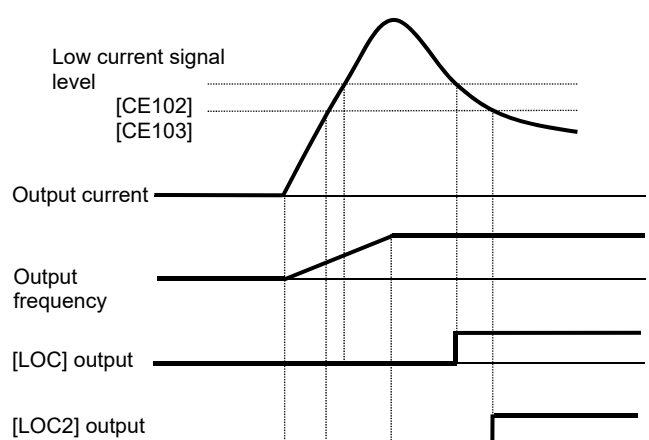 Low current signal
level
[CE102]
[CE103]
Output current
Output
frequency
[LOC] output
[LOC2] output